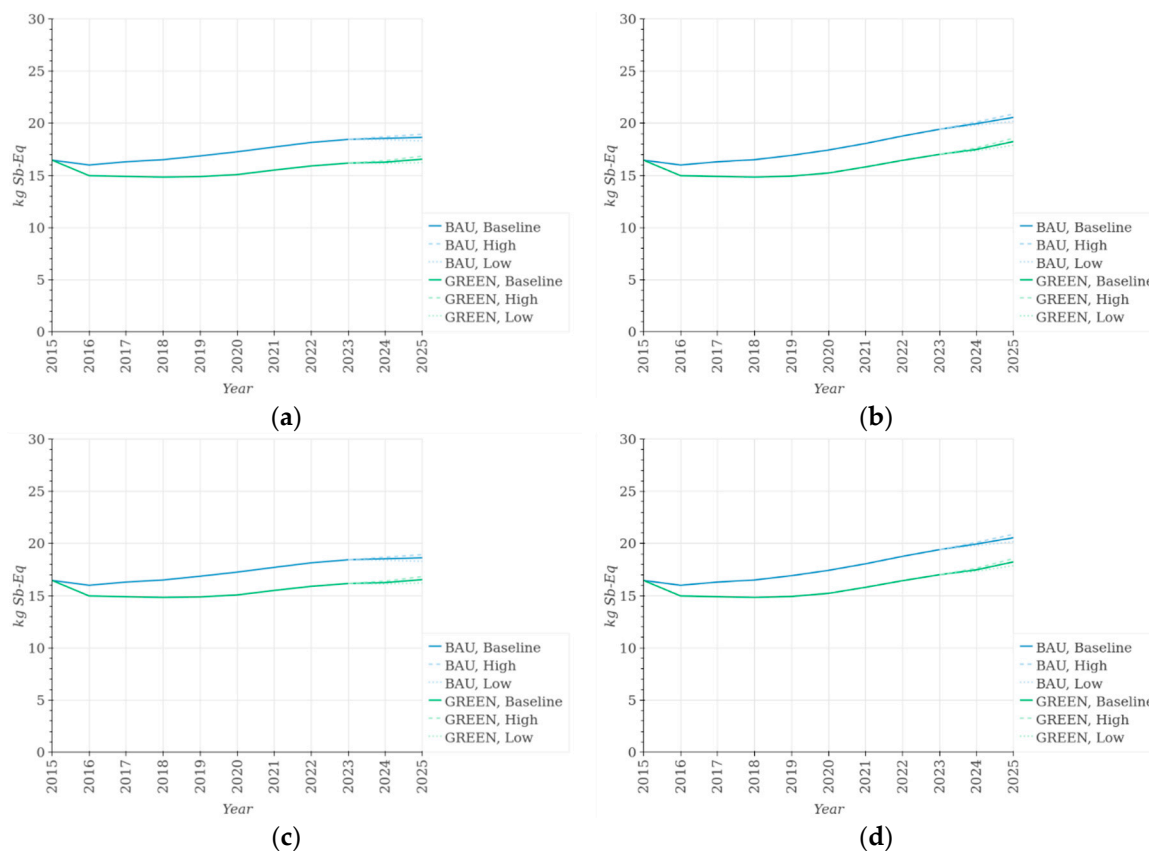 30
25
20
15
10
5
0
kg Sb-Eq
BAU, Baseline
BAU, High
BAU, Low
GREEN, Baseline
GREEN, High
GREEN, Low
2015 2016 2017 2018 2019 2020 2021 2022 2023 2024 2025
Year
(a)
30
25
20
15
10
5
0
kg Sb-Eq
BAU, Baseline
BAU, High
BAU, Low
GREEN, Baseline
GREEN, High
GREEN, Low
2015 2016 2017 2018 2019 2020 2021 2022 2023 2024 2025
Year
(b)
30
25
20
15
10
5
0
kg Sb-Eq
BAU, Baseline
BAU, High
BAU, Low
GREEN, Baseline
GREEN, High
GREEN, Low
2015 2016 2017 2018 2019 2020 2021 2022 2023 2024 2025
Year
(c)
30
25
20
15
10
5
0
kg Sb-Eq
BAU, Baseline
BAU, High
BAU, Low
GREEN, Baseline
GREEN, High
GREEN, Low
2015 2016 2017 2018 2019 2020 2021 2022 2023 2024 2025
Year
(d)